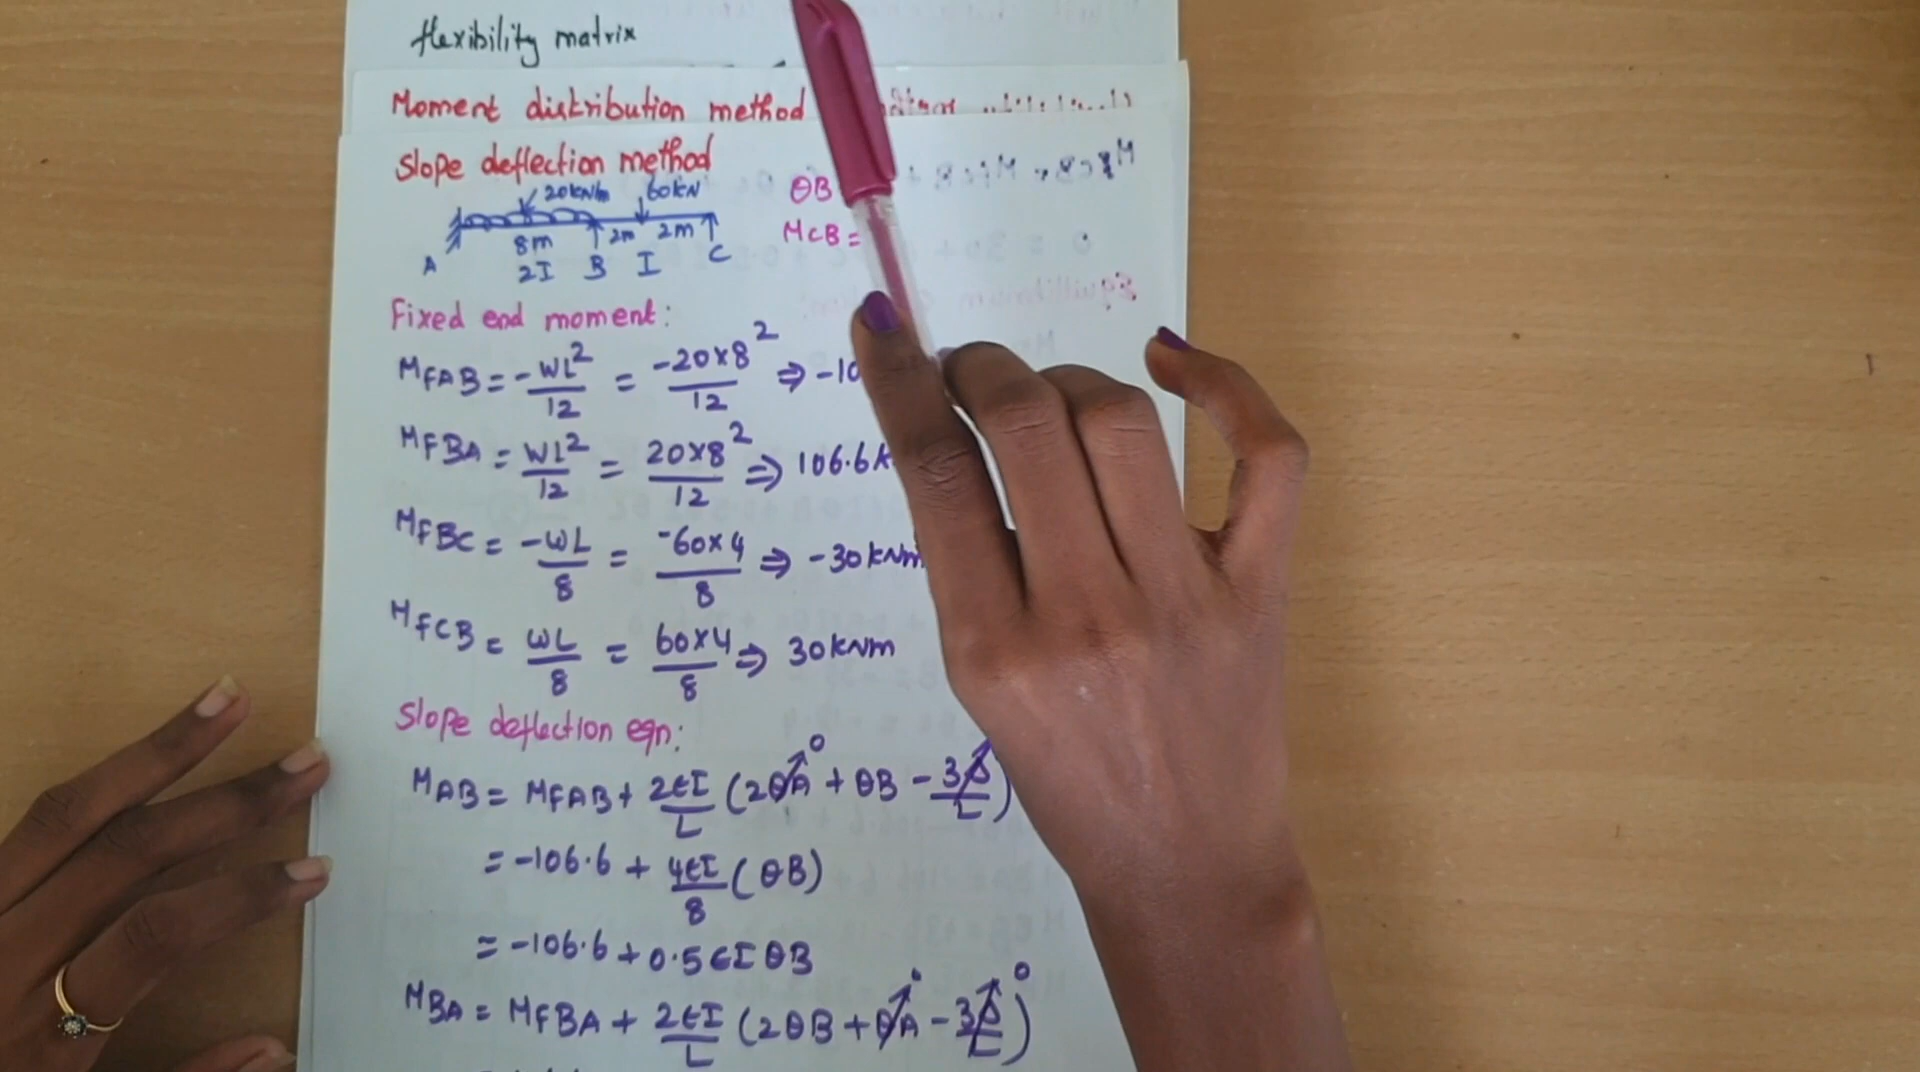 flexibility matrix
Moment distribution method
Slope deflection method
20kN/m 60kN
8m 2m 2m
A 2I B I C
θB
MCB =
Fixed end moment:
MFAB = -WL²/12 = -20×8²/12 ⇒ -10
MFBA = WL²/12 = 20×8²/12 ⇒ 106.6k
MFBC = -WL/8 = -60×4/8 ⇒ -30kNm
MFCB = WL/8 = 60×4/8 ⇒ 30kNm
Slope deflection eqn:
MAB = MFAB + 2EI/L (2θA + θB - 3Δ/L)
0
= -106.6 + 4EI/8 (θB)
= -106.6 + 0.5EIθB
MBA = MFBA + 2EI/L (2θB + θA - 3Δ/L)
0